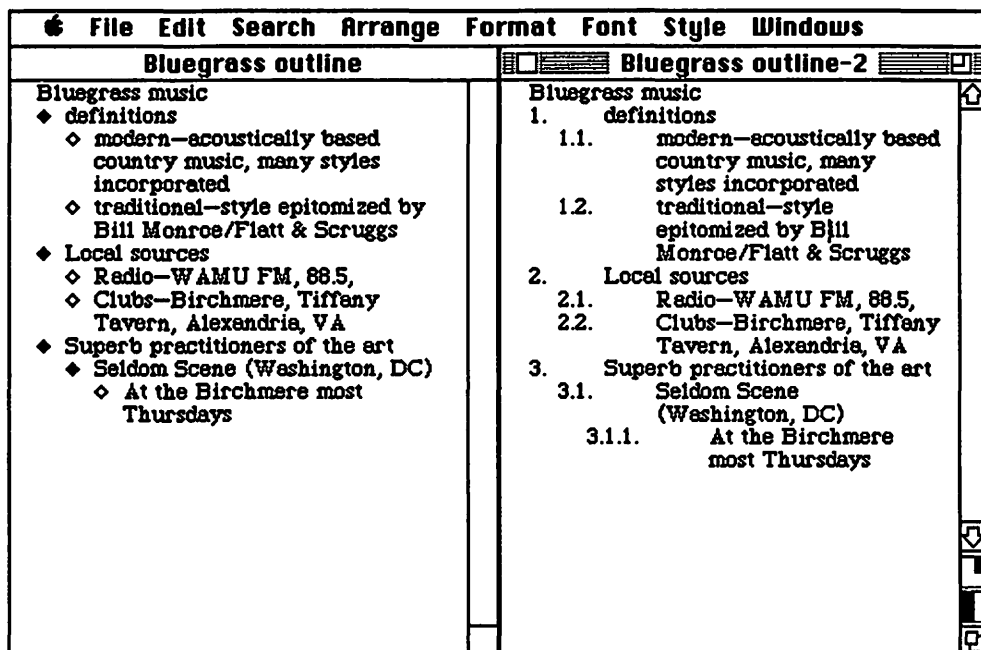 File Edit Search Arrange Format Font Style Windows
Bluegrass outline
Bluegrass music
◆ definitions
◇ modern—acoustically based
country music, many styles
incorporated
◇ traditional—style epitomized by
Bill Monroe/Flatt & Scruggs
◆ Local sources
◇ Radio—WAMU FM, 88.5,
◇ Clubs—Birchmere, Tiffany
Tavern, Alexandria, VA
◆ Superb practitioners of the art
◆ Seldom Scene (Washington, DC)
◇ At the Birchmere most
Thursdays
Bluegrass outline-2
Bluegrass music
1. definitions
1.1. modern—acoustically based
country music, many
styles incorporated
1.2. traditional—style
epitomized by Bill
Monroe/Flatt & Scruggs
2. Local sources
2.1. Radio—WAMU FM, 88.5,
2.2. Clubs—Birchmere, Tiffany
Tavern, Alexandria, VA
3. Superb practitioners of the art
3.1. Seldom Scene
(Washington, DC)
3.1.1. At the Birchmere
most Thursdays